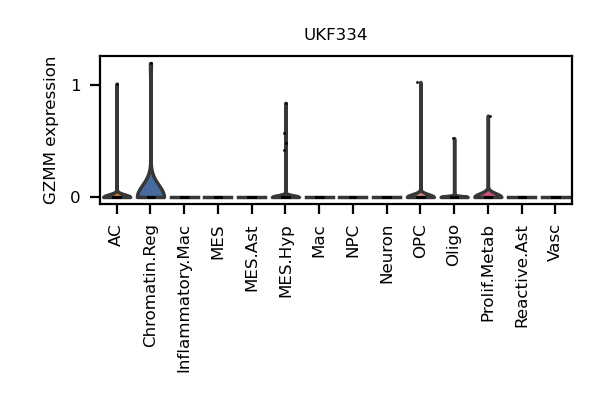 UKF334
GZMM expression
1
0
AC
Chromatin.Reg
Inflammatory.Mac
MES
MES.Ast
MES.Hyp
Mac
NPC
Neuron
OPC
Oligo
Prolif.Metab
Reactive.Ast
Vasc